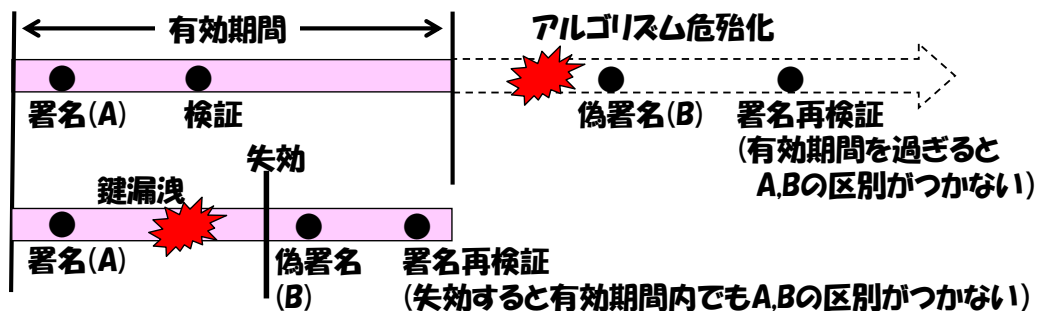 有効期間
アルゴリズム危殆化
署名(A)
検証
偽署名(B)
署名再検証
(有効期間を過ぎると
A,Bの区別がつかない)
失効
鍵漏洩
署名(A)
偽署名
(B)
署名再検証
(失効すると有効期間内でもA,Bの区別がつかない)